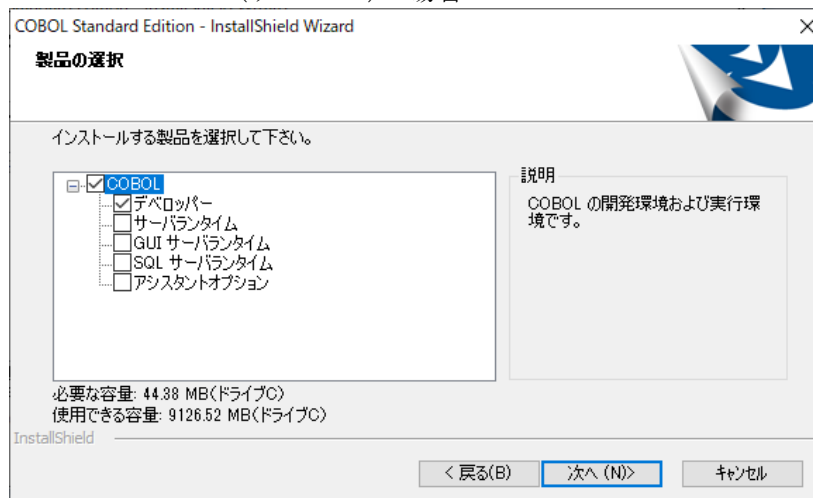 COBOL Standard Edition - InstallShield Wizard
製品の選択
インストールする製品を選択して下さい。
COBOL
デベロッパー
サーバランタイム
GUI サーバランタイム
SQL サーバランタイム
アシスタントオプション
説明
COBOL の開発環境および実行環
境です。
必要な容量: 44.38 MB(ドライブC)
使用できる容量: 9126.52 MB(ドライブC)
InstallShield
< 戻る(B)
次へ (N)>
キャンセル